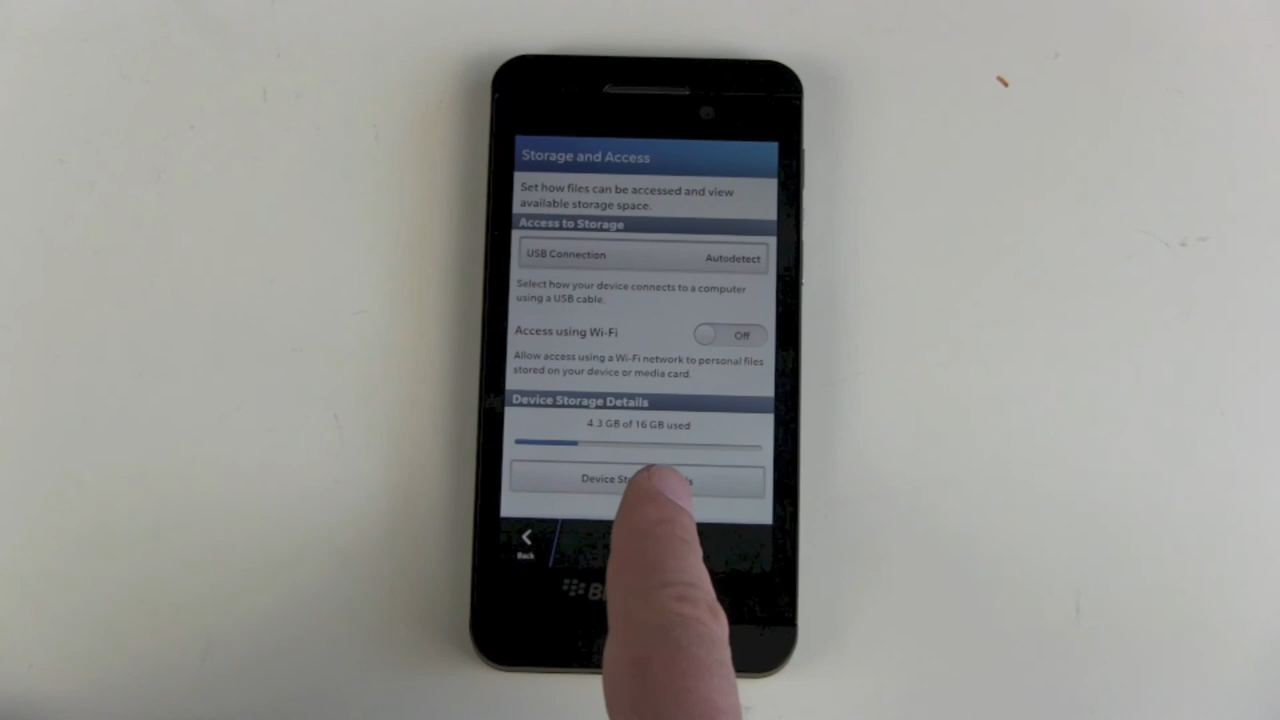 Storage and Access
Set how files can be accessed and view
available storage space.
Access to Storage
USB Connection Autodetect
Select how your device connects to a computer
using a USB cable.
Access using Wi-Fi Off
Allow access using a Wi-Fi network to personal files
stored on your device or media card.
Device Storage Details
4.3 GB of 16 GB used
Device
Back